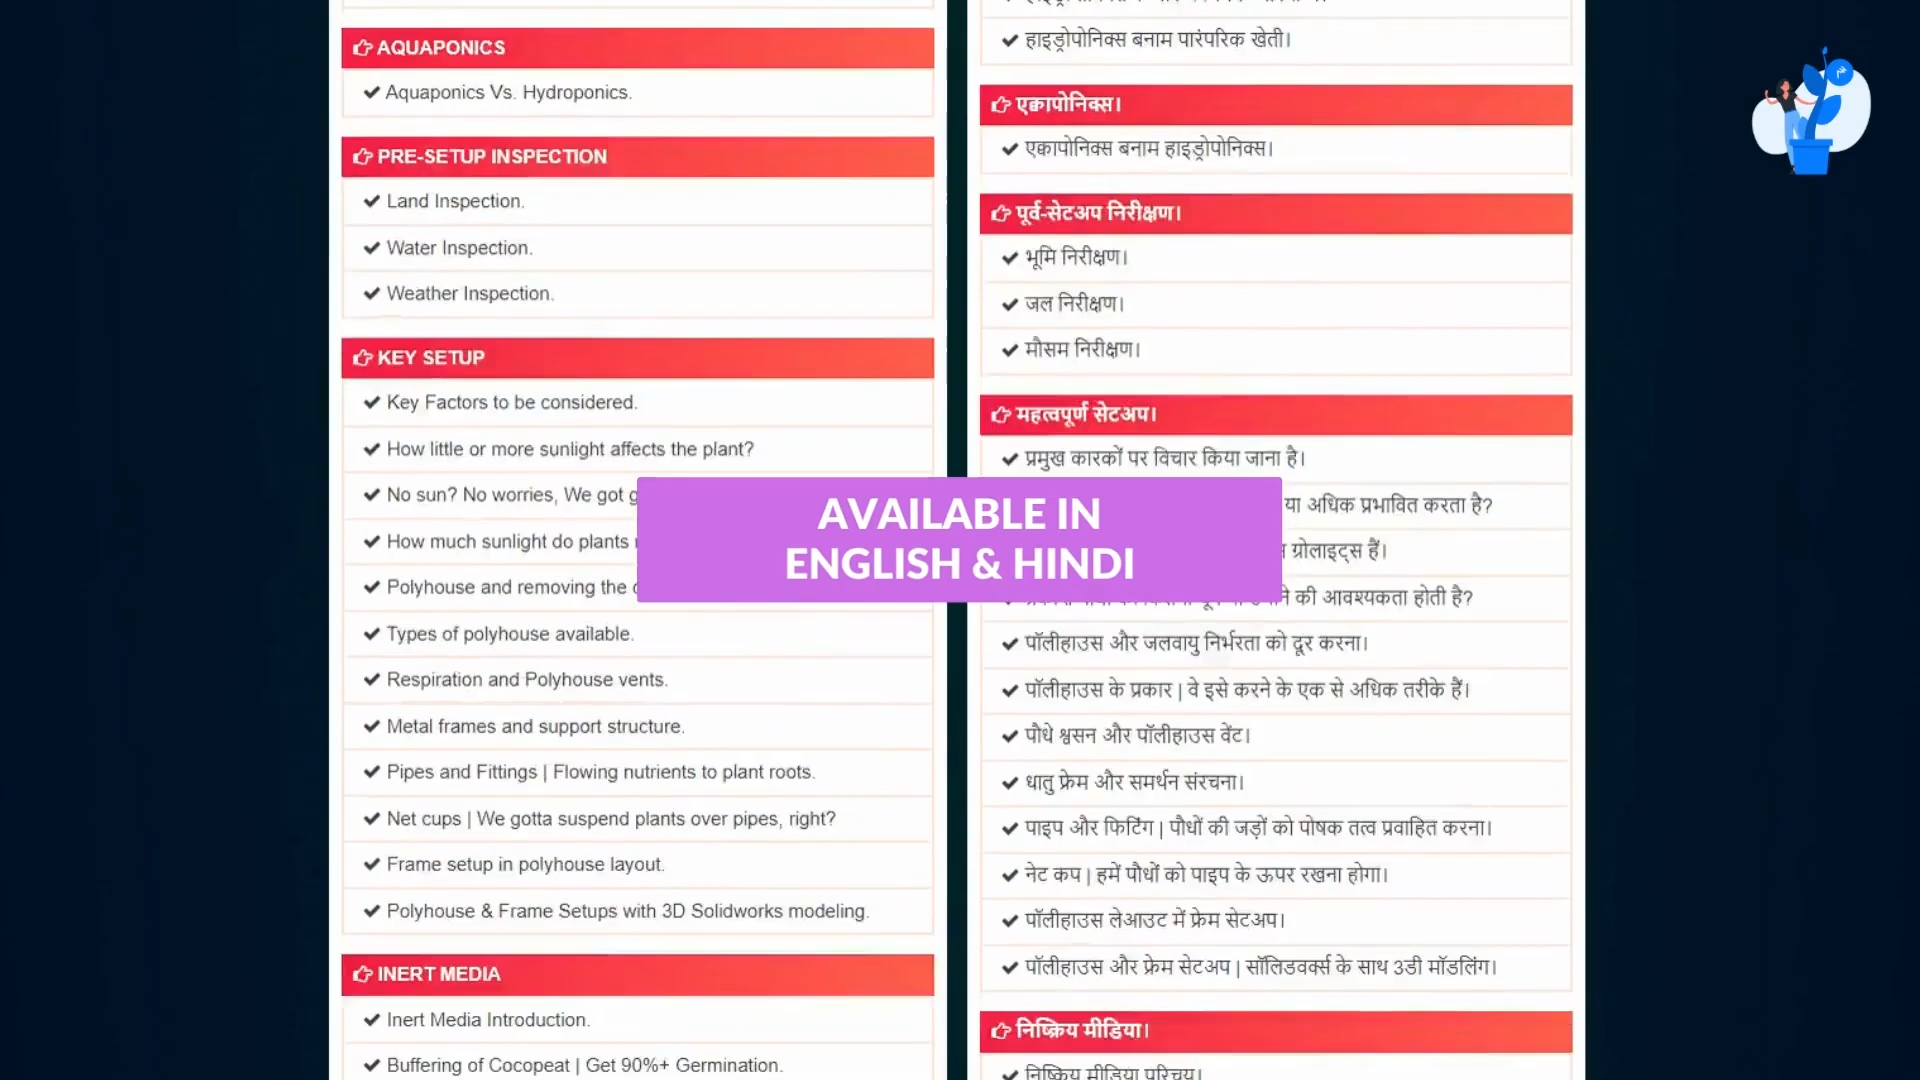 AQUAPONICS
Aquaponics Vs. Hydroponics.
PRE-SETUP INSPECTION
Land Inspection.
Water Inspection.
Weather Inspection.
KEY SETUP
Key Factors to be considered.
How little or more sunlight affects the plant?
No sun? No worries, We got
How much sunlight do plants
Polyhouse and removing the
Types of polyhouse available.
Respiration and Polyhouse vents.
Metal frames and support structure.
Pipes and Fittings | Flowing nutrients to plant roots.
Net cups | We gotta suspend plants over pipes, right?
Frame setup in polyhouse layout.
Polyhouse & Frame Setups with 3D Solidworks modeling.
INERT MEDIA
Inert Media Introduction.
Buffering of Cocopeat | Get 90%+ Germination.
हाइड्रोपोनिक्स बनाम पारंपरिक खेती।
एक्वापोनिक्स।
एक्वापोनिक्स बनाम हाइड्रोपोनिक्स।
पूर्व-सेटअप निरीक्षण।
भूमि निरीक्षण।
जल निरीक्षण।
मौसम निरीक्षण।
महत्वपूर्ण सेटअप।
प्रमुख कारकों पर विचार किया जाना है।
या अधिक प्रभावित करता है?
ग्रोलाइट्स हैं।
की आवश्यकता होती है?
पॉलीहाउस और जलवायु निर्भरता को दूर करना।
पॉलीहाउस के प्रकार | वे इसे करने के एक से अधिक तरीके हैं।
पौधे श्वसन और पॉलीहाउस वेंट।
धातु फ्रेम और समर्थन संरचना।
पाइप और फिटिंग | पौधों की जड़ों को पोषक तत्व प्रवाहित करना।
नेट कप | हमें पौधों को पाइप के ऊपर रखना होगा।
पॉलीहाउस लेआउट में फ्रेम सेटअप।
पॉलीहाउस और फ्रेम सेटअप | सॉलिडवर्क्स के साथ 3डी मॉडलिंग।
निष्क्रिय मीडिया।
निष्क्रिय मीडिया परिचय।
AVAILABLE IN
ENGLISH & HINDI